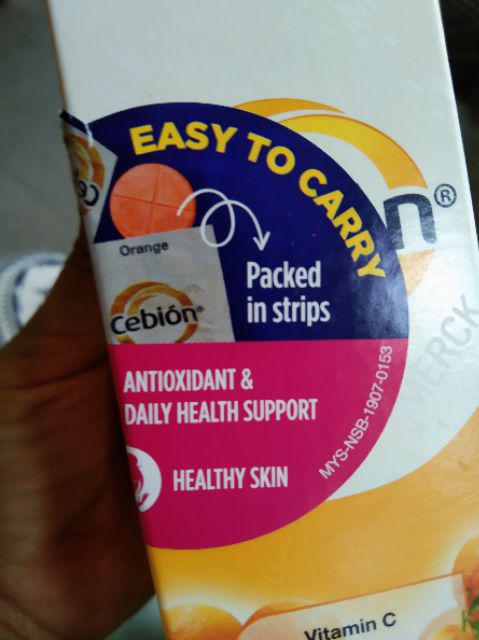 EASY TO CARRY
Orange
Cebión®
Packed
in strips
n®
ANTIOXIDANT &
DAILY HEALTH SUPPORT
HEALTHY SKIN
MYS-NSB-1907-0153
MERCK
Vitamin C